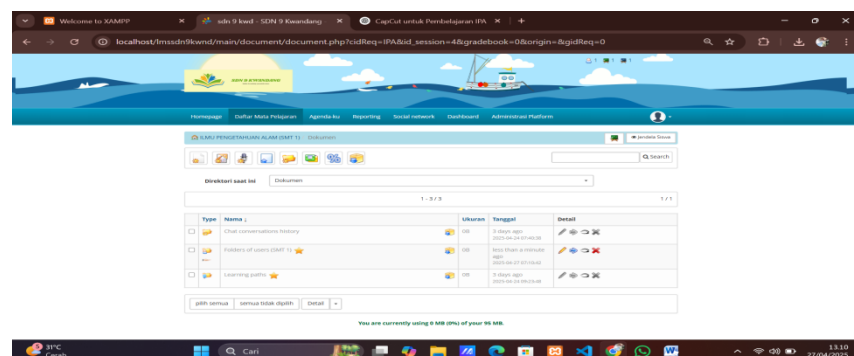 Welcome to XAMPP
sdn 9 kwd - SDN 9 Kwandang
CapCut untuk Pembelajaran IPA
localhost/lmssdn9kwnd/main/document/document.php?cidReq=IPA&id_session=4&gradebook=0&origin=&gidReq=0
SDN 9 KWANDANG
Homepage Daftar Mata Pelajaran Agenda-ku Reporting Social network Dashboard Administrasi Platform
ILMU PENGETAHUAN ALAM (SMT 1) Dokumen
Jendela Siswa
Search
Direktori saat ini Dokumen
1 - 3 / 3 1 / 1
Type Nama Ukuran Tanggal Detail
Chat conversations history 0B 3 days ago
Folders of users (SMT 1) 0B less than a minute ago
Learning paths 0B 3 days ago
pilih semua semua tidak dipilih Detail
You are currently using 0 MB (0%) of your 95 MB.
31°C
Cerah
Cari
13.10
27/04/2025